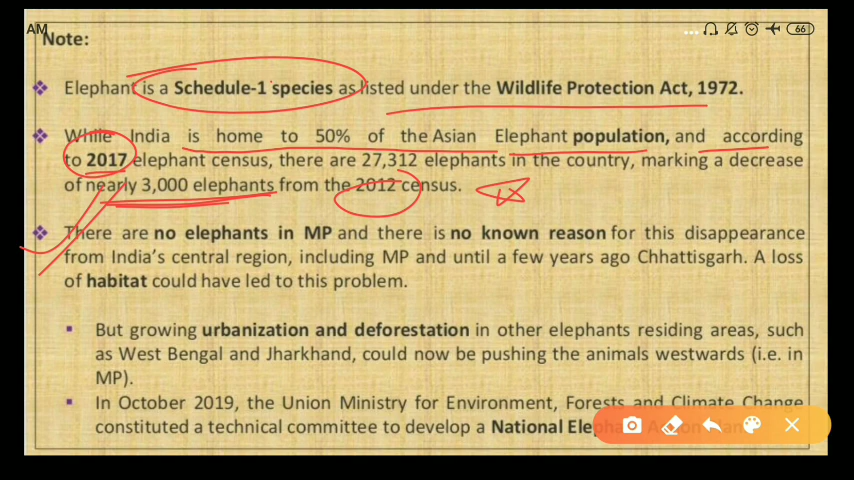 AM
66
Note:
Elephant is a Schedule-1 species as listed under the Wildlife Protection Act, 1972.
While India is home to 50% of the Asian Elephant population, and according
to 2017 elephant census, there are 27,312 elephants in the country, marking a decrease
of nearly 3,000 elephants from the 2012 census.
There are no elephants in MP and there is no known reason for this disappearance
from India's central region, including MP and until a few years ago Chhattisgarh. A loss
of habitat could have led to this problem.
But growing urbanization and deforestation in other elephants residing areas, such
as West Bengal and Jharkhand, could now be pushing the animals westwards (i.e. in
MP).
In October 2019, the Union Ministry for Environment, Forests and Climate Change
constituted a technical committee to develop a National